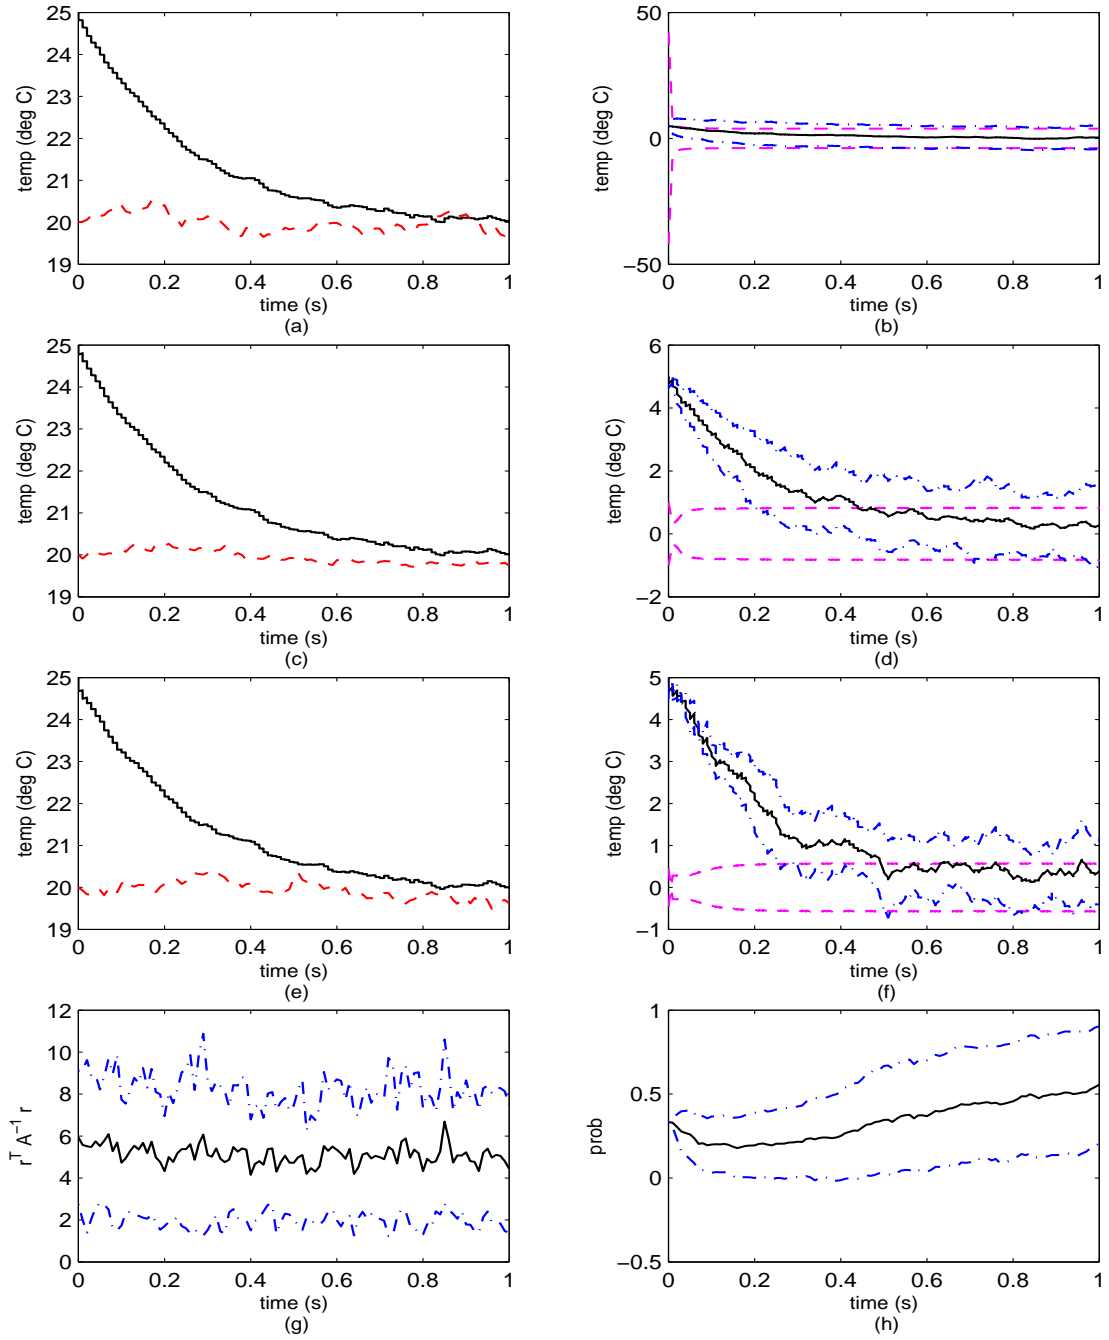 25
24
23
22
21
20
19
temp (deg C)
0 0.2 0.4 0.6 0.8 1
time (s)
(a)
50
0
−50
temp (deg C)
0 0.2 0.4 0.6 0.8 1
time (s)
(b)
25
24
23
22
21
20
19
temp (deg C)
0 0.2 0.4 0.6 0.8 1
time (s)
(c)
6
4
2
0
−2
temp (deg C)
0 0.2 0.4 0.6 0.8 1
time (s)
(d)
25
24
23
22
21
20
19
temp (deg C)
0 0.2 0.4 0.6 0.8 1
time (s)
(e)
5
4
3
2
1
0
−1
temp (deg C)
0 0.2 0.4 0.6 0.8 1
time (s)
(f)
12
10
8
6
4
2
0
r^T A^−1 r
0 0.2 0.4 0.6 0.8 1
time (s)
(g)
1
0.5
0
−0.5
prob
0 0.2 0.4 0.6 0.8 1
time (s)
(h)